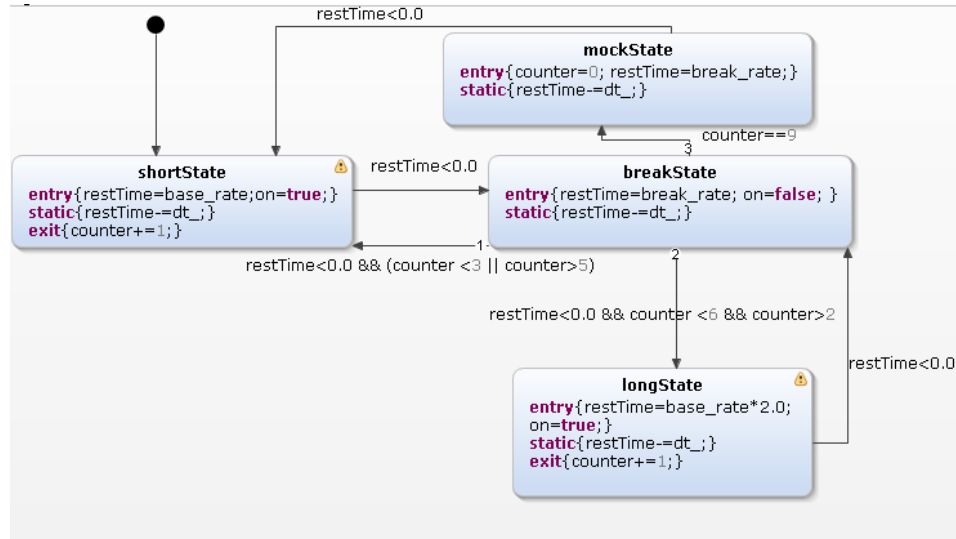 restTime<0.0
mockState
entry{counter=0; restTime=break_rate;}
static{restTime-=dt_;}
counter==9
3
shortState
entry{restTime=base_rate;on=true;}
static{restTime-=dt_;}
exit{counter+=1;}
restTime<0.0
breakState
entry{restTime=break_rate; on=false; }
static{restTime-=dt_;}
1
restTime<0.0 && (counter <3 || counter>5)
2
restTime<0.0 && counter <6 && counter>2
restTime<0.0
longState
entry{restTime=base_rate*2.0;
on=true;}
static{restTime-=dt_;}
exit{counter+=1;}